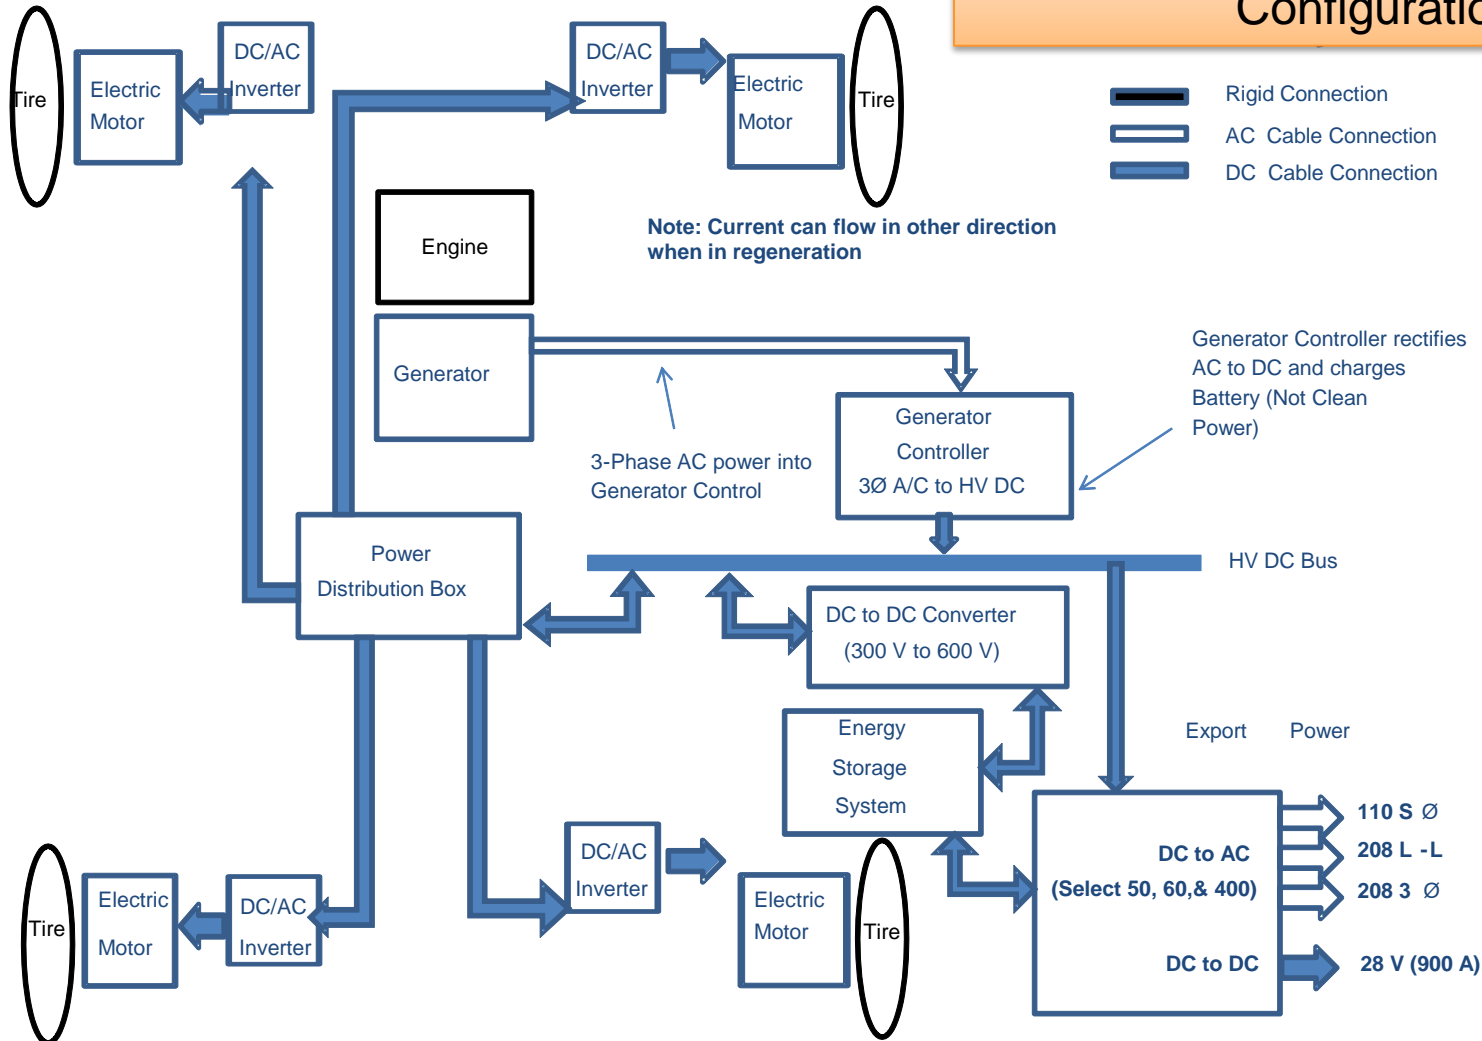 Configuratio
Rigid Connection
AC Cable Connection
DC Cable Connection
Tire
Electric
Motor
DC/AC
Inverter
DC/AC
Inverter
Electric
Motor
Tire
Engine
Note: Current can flow in other direction
when in regeneration
Generator
3-Phase AC power into
Generator Control
Generator
Controller
3Ø A/C to HV DC
Generator Controller rectifies
AC to DC and charges
Battery (Not Clean
Power)
Power
Distribution Box
HV DC Bus
DC to DC Converter
(300 V to 600 V)
Energy
Storage
System
Export Power
DC to AC
(Select 50, 60,& 400)
DC to DC
110 S Ø
208 L -L
208 3 Ø
28 V (900 A)
Tire
Electric
Motor
DC/AC
Inverter
DC/AC
Inverter
Electric
Motor
Tire